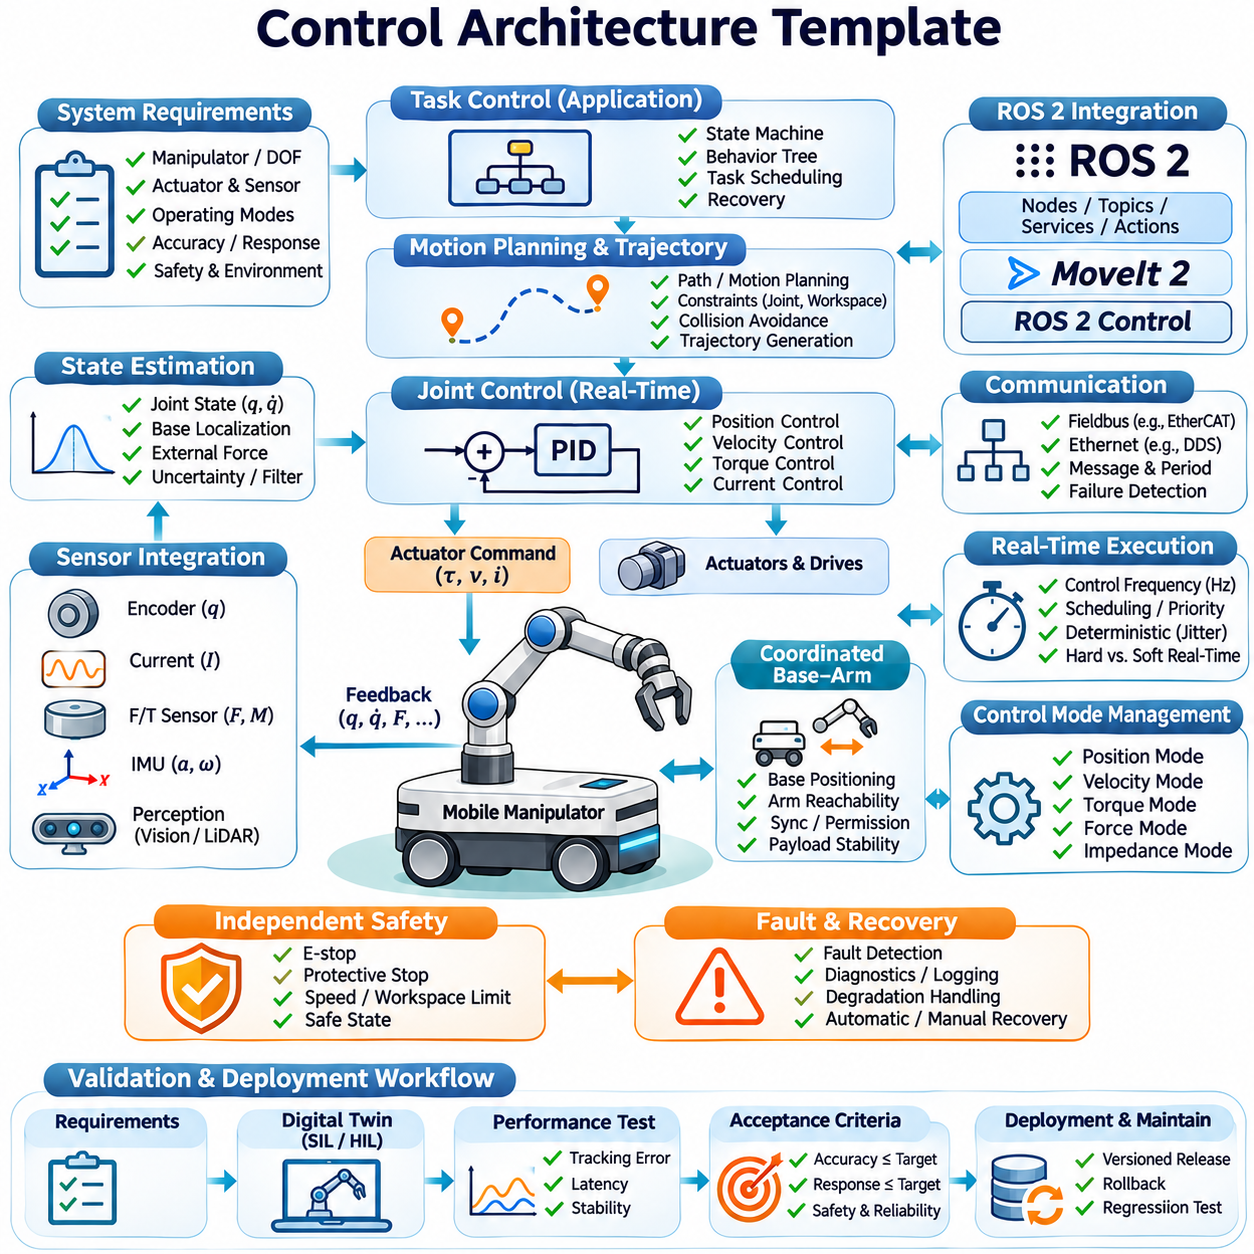 Control Architecture Template
System Requirements
Manipulator / DOF
Actuator & Sensor
Operating Modes
Accuracy / Response
Safety & Environment
Task Control (Application)
State Machine
Behavior Tree
Task Scheduling
Recovery
ROS 2 Integration
ROS 2
Nodes / Topics /
Services / Actions
MoveIt 2
ROS 2 Control
Motion Planning & Trajectory
Path / Motion Planning
Constraints (Joint, Workspace)
Collision Avoidance
Trajectory Generation
State Estimation
Joint State (q, q̇)
Base Localization
External Force
Uncertainty / Filter
Joint Control (Real-Time)
+
−
PID
Position Control
Velocity Control
Torque Control
Current Control
Communication
Fieldbus (e.g., EtherCAT)
Ethernet (e.g., DDS)
Message & Period
Failure Detection
Sensor Integration
Encoder (q)
Current (I)
F/T Sensor (F, M)
IMU (a, ω)
X
X
Perception
(Vision / LiDAR)
Actuator Command
(τ, v, i)
Actuators & Drives
Real-Time Execution
Control Frequency (Hz)
Scheduling / Priority
Deterministic (Jitter)
Hard vs. Soft Real-Time
Feedback
(q, q̇, F, ...)
Mobile Manipulator
Coordinated
Base–Arm
Base Positioning
Arm Reachability
Sync / Permission
Payload Stability
Control Mode Management
Position Mode
Velocity Mode
Torque Mode
Force Mode
Impedance Mode
Independent Safety
E-stop
Protective Stop
Speed / Workspace Limit
Safe State
Fault & Recovery
Fault Detection
Diagnostics / Logging
Degradation Handling
Automatic / Manual Recovery
Validation & Deployment Workflow
Requirements
Digital Twin
(SIL / HIL)
Performance Test
Tracking Error
Latency
Stability
Acceptance Criteria
Accuracy ≤ Target
Response ≤ Target
Safety & Reliability
Deployment & Maintain
Versioned Release
Rollback
Regressiion Test